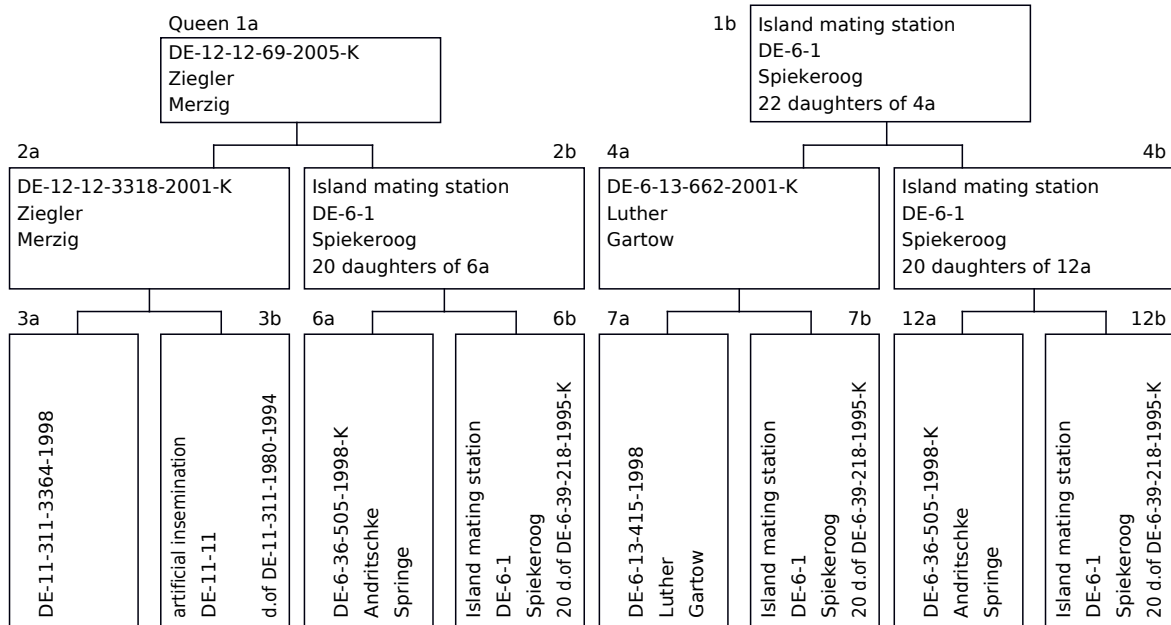 Queen 1a
DE-12-12-69-2005-K
Ziegler
Merzig
1b
Island mating station
DE-6-1
Spiekeroog
22 daughters of 4a
2a
DE-12-12-3318-2001-K
Ziegler
Merzig
2b
Island mating station
DE-6-1
Spiekeroog
20 daughters of 6a
4a
DE-6-13-662-2001-K
Luther
Gartow
4b
Island mating station
DE-6-1
Spiekeroog
20 daughters of 12a
3a
DE-11-311-3364-1998
3b
artificial insemination
DE-11-11
d.of DE-11-311-1980-1994
6a
DE-6-36-505-1998-K
Andritschke
Springe
6b
Island mating station
DE-6-1
Spiekeroog
20 d.of DE-6-39-218-1995-K
7a
DE-6-13-415-1998
Luther
Gartow
7b
Island mating station
DE-6-1
Spiekeroog
20 d.of DE-6-39-218-1995-K
12a
DE-6-36-505-1998-K
Andritschke
Springe
12b
Island mating station
DE-6-1
Spiekeroog
20 d.of DE-6-39-218-1995-K